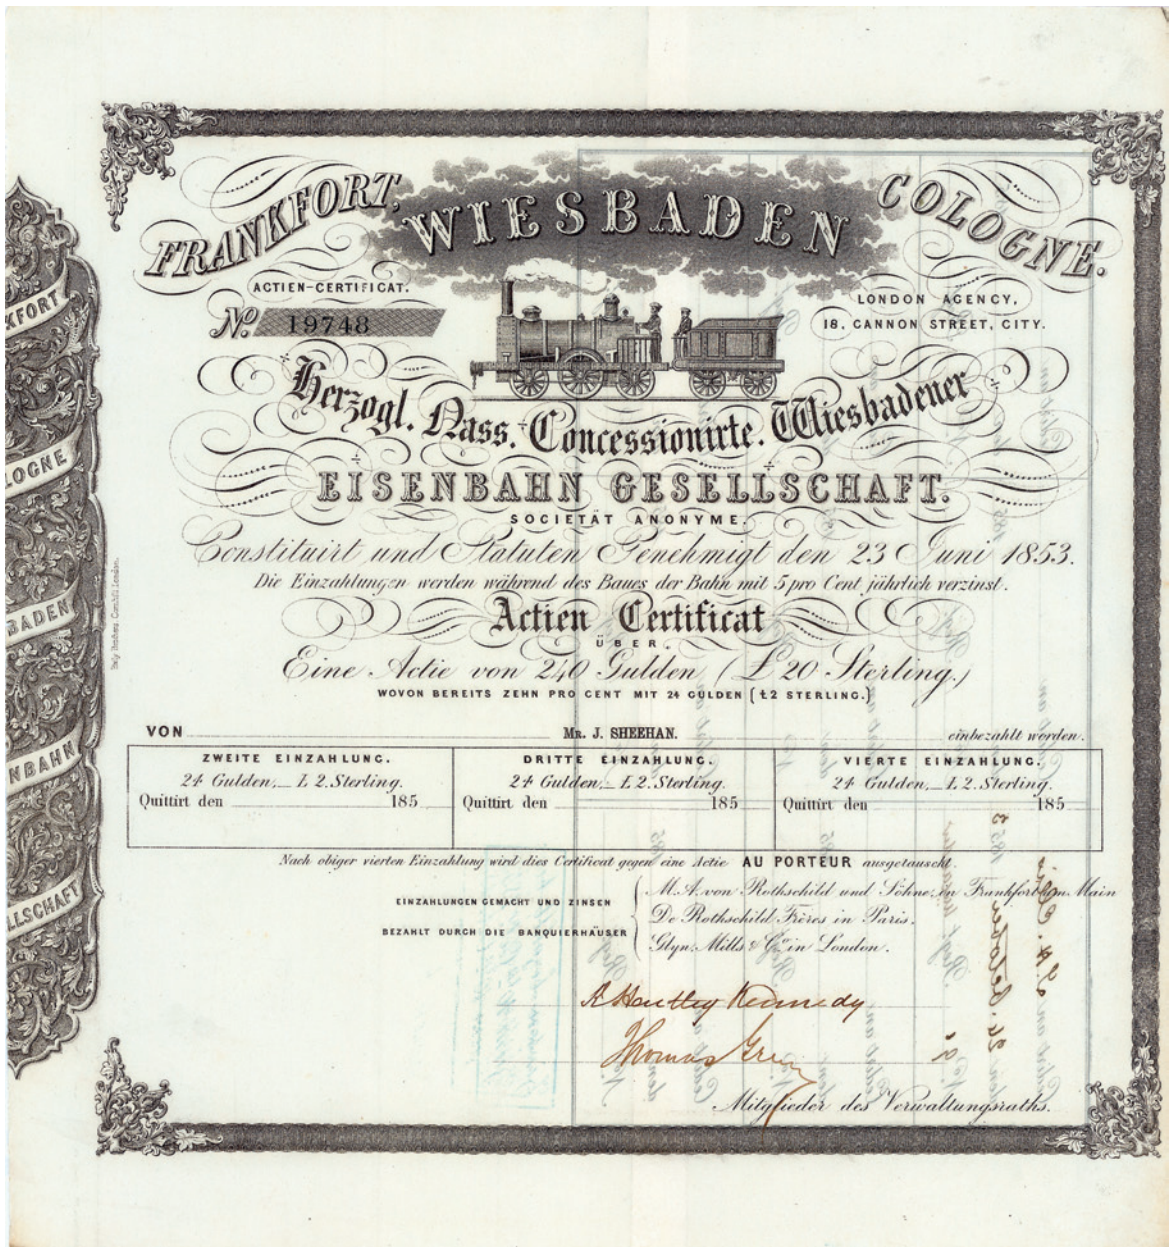 FRANKFORT, WIESBADEN COLOGNE.
ACTIEN-CERTIFICAT.
No. 19748
LONDON AGENCY,
18, CANNON STREET, CITY.
Herzogl. Nass. Concessionirte. Wiesbadener
EISENBAHN GESELLSCHAFT.
SOCIETÄT ANONYME.
Constituirt und Statuten Genehmigt den 23 Juni 1853.
Die Einzahlungen werden während des Baues der Bahn mit 5 pro Cent jährlich verzinst.
Actien Certificat
ÜBER
Eine Actie von 240 Gulden (£20 Sterling.)
WOVON BEREITS ZEHN PRO CENT MIT 24 GULDEN (£2 STERLING.)
VON MR. J. SHEEHAN. einbezahlt worden.
ZWEITE EINZAHLUNG.
24 Gulden,_ £2. Sterling.
Quittirt den 185
DRITTE EINZAHLUNG.
24 Gulden,_ £2. Sterling.
Quittirt den 185
VIERTE EINZAHLUNG.
24 Gulden,_ £2. Sterling.
Quittirt den 185
Nach obiger vierten Einzahlung wird dies Certificat gegen eine Actie AU PORTEUR ausgetauscht.
EINZAHLUNGEN GEMACHT UND ZINSEN
BEZAHLT DURCH DIE BANQUIERHÄUSER
M. A. von Rothschild und Söhne, in Frankfort am Main
De Rothschild Frères in Paris.
Glyn, Mills & Co. in London.
A Hartley Kennedy
Thomas
Mitglieder des Verwaltungsraths.
KFORT
LOGNE
BADEN
NBAHN
LLSCHAFT